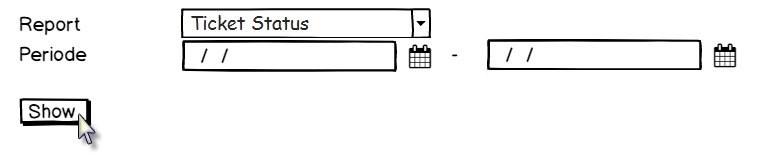 Report Ticket Status
Periode / / - / /
Show